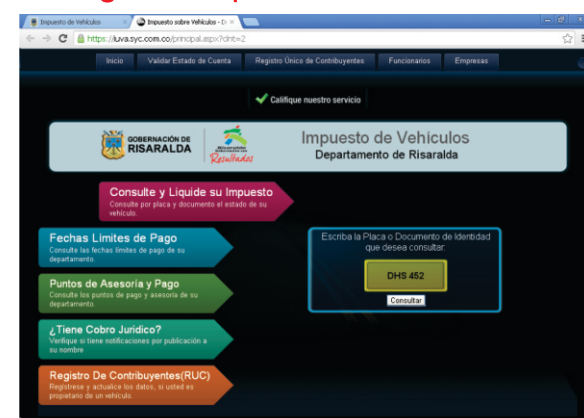 Impuesto de Vehículos
Impuesto sobre Vehículos - D
https://iuva.syc.com.co/principal.aspx?dnt=2
Inicio
Validar Estado de Cuenta
Registro Único de Contribuyentes
Funcionarios
Empresas
Califique nuestro servicio
GOBERNACIÓN DE
RISARALDA
Resultados
Impuesto de Vehículos
Departamento de Risaralda
Consulte y Liquide su Impuesto
Consulte por placa y documento el estado de su
vehículo.
Fechas Limites de Pago
Consulte las fechas limites de pago de su
departamento
Puntos de Asesoría y Pago
Consulte los puntos de pago y asesoria de su
departamento.
¿Tiene Cobro Juridico?
Verifique si tiene notificaciones por publicación a
su nombre
Registro De Contribuyentes(RUC)
Registrese y actualice los datos, si usted es
propietario de un vehículo.
Escriba la Placa o Documento de Identidad
que desea consultar:
DHS 452
Consultar